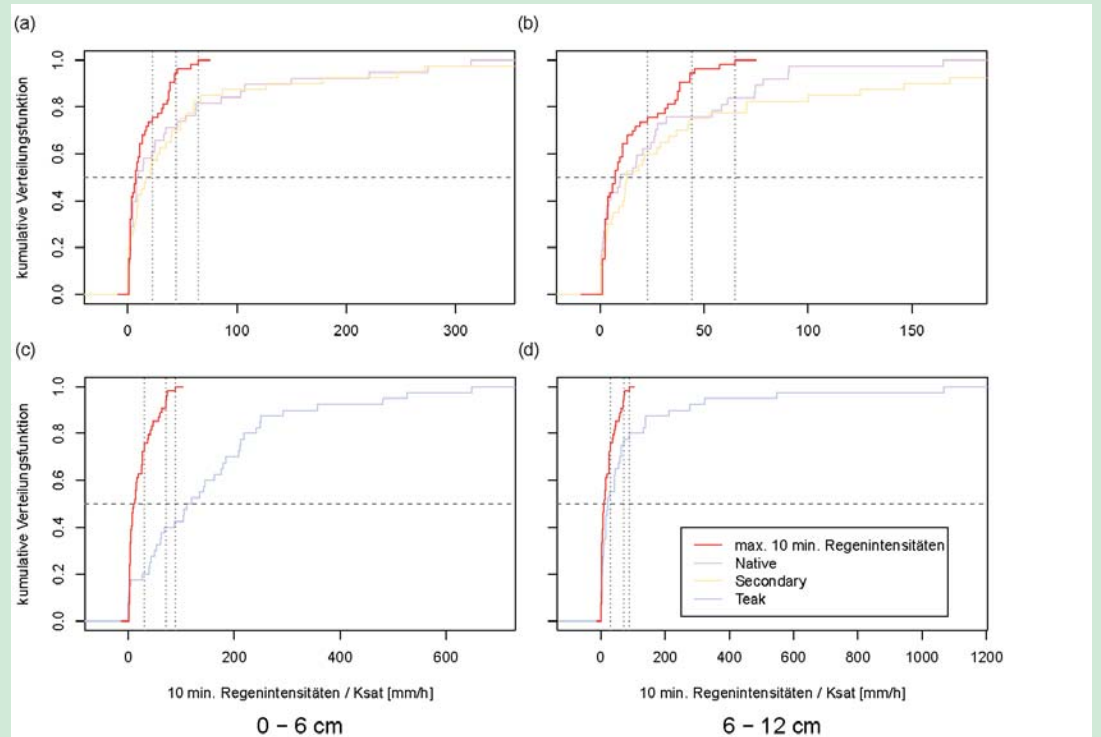 (a)
(b)
kumulative Verteilungsfunktion
0.0 0.2 0.4 0.6 0.8 1.0
0 100 200 300
0 50 100 150
(c)
(d)
kumulative Verteilungsfunktion
0.0 0.2 0.4 0.6 0.8 1.0
max. 10 min. Regenintensitäten
Native
Secondary
Teak
0 200 400 600
0 200 400 600 800 1000 1200
10 min. Regenintensitäten / Ksat [mm/h]
10 min. Regenintensitäten / Ksat [mm/h]
0 – 6 cm
6 – 12 cm